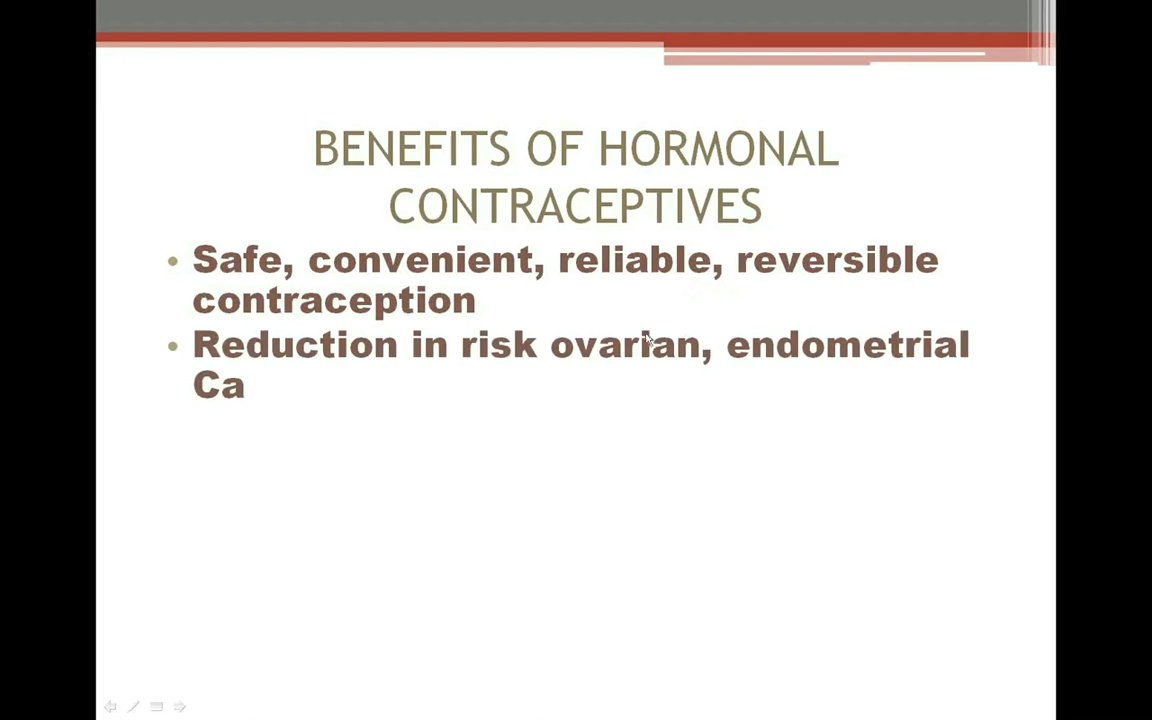 BENEFITS OF HORMONAL
CONTRACEPTIVES
• Safe, convenient, reliable, reversible
contraception
• Reduction in risk ovarian, endometrial
Ca